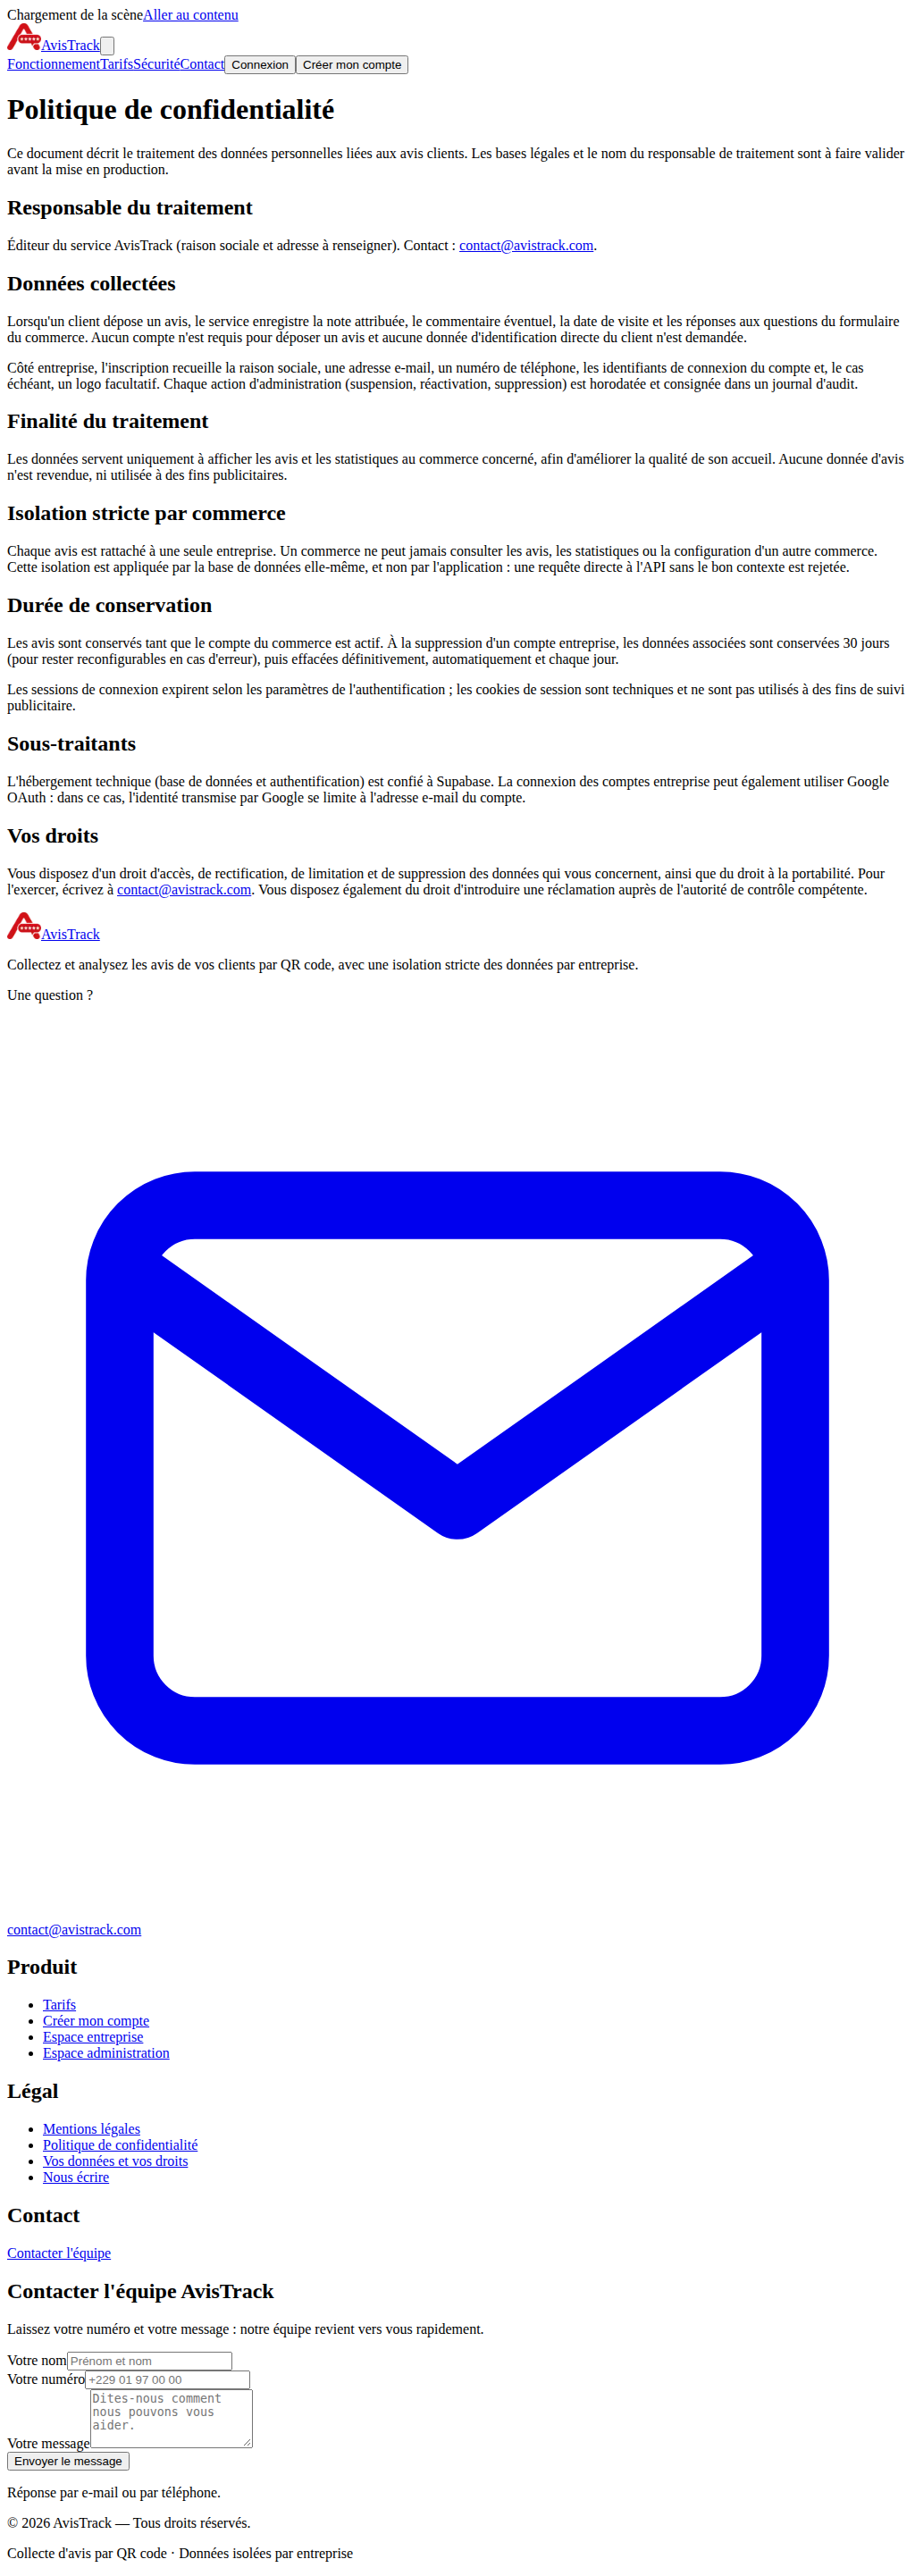 Chargement de la scèneAller au contenu
AvisTrack
FonctionnementTarifsSécuritéContact Connexion Créer mon compte
Politique de confidentialité
Ce document décrit le traitement des données personnelles liées aux avis clients. Les bases légales et le nom du responsable de traitement sont à faire valider
avant la mise en production.
Responsable du traitement
Éditeur du service AvisTrack (raison sociale et adresse à renseigner). Contact : contact@avistrack.com.
Données collectées
Lorsqu'un client dépose un avis, le service enregistre la note attribuée, le commentaire éventuel, la date de visite et les réponses aux questions du formulaire
du commerce. Aucun compte n'est requis pour déposer un avis et aucune donnée d'identification directe du client n'est demandée.
Côté entreprise, l'inscription recueille la raison sociale, une adresse e-mail, un numéro de téléphone, les identifiants de connexion du compte et, le cas
échéant, un logo facultatif. Chaque action d'administration (suspension, réactivation, suppression) est horodatée et consignée dans un journal d'audit.
Finalité du traitement
Les données servent uniquement à afficher les avis et les statistiques au commerce concerné, afin d'améliorer la qualité de son accueil. Aucune donnée d'avis
n'est revendue, ni utilisée à des fins publicitaires.
Isolation stricte par commerce
Chaque avis est rattaché à une seule entreprise. Un commerce ne peut jamais consulter les avis, les statistiques ou la configuration d'un autre commerce.
Cette isolation est appliquée par la base de données elle-même, et non par l'application : une requête directe à l'API sans le bon contexte est rejetée.
Durée de conservation
Les avis sont conservés tant que le compte du commerce est actif. À la suppression d'un compte entreprise, les données associées sont conservées 30 jours
(pour rester reconfigurables en cas d'erreur), puis effacées définitivement, automatiquement et chaque jour.
Les sessions de connexion expirent selon les paramètres de l'authentification ; les cookies de session sont techniques et ne sont pas utilisés à des fins de suivi
publicitaire.
Sous-traitants
L'hébergement technique (base de données et authentification) est confié à Supabase. La connexion des comptes entreprise peut également utiliser Google
OAuth : dans ce cas, l'identité transmise par Google se limite à l'adresse e-mail du compte.
Vos droits
Vous disposez d'un droit d'accès, de rectification, de limitation et de suppression des données qui vous concernent, ainsi que du droit à la portabilité. Pour
l'exercer, écrivez à contact@avistrack.com. Vous disposez également du droit d'introduire une réclamation auprès de l'autorité de contrôle compétente.
AvisTrack
Collectez et analysez les avis de vos clients par QR code, avec une isolation stricte des données par entreprise.
Une question ?
contact@avistrack.com
Produit
Tarifs
Créer mon compte
Espace entreprise
Espace administration
Légal
Mentions légales
Politique de confidentialité
Vos données et vos droits
Nous écrire
Contact
Contacter l'équipe
Contacter l'équipe AvisTrack
Laissez votre numéro et votre message : notre équipe revient vers vous rapidement.
Votre nom Prénom et nom
Votre numéro +229 01 97 00 00
Dites-nous comment
nous pouvons vous
aider.
Votre message
Envoyer le message
Réponse par e-mail ou par téléphone.
© 2026 AvisTrack — Tous droits réservés.
Collecte d'avis par QR code · Données isolées par entreprise